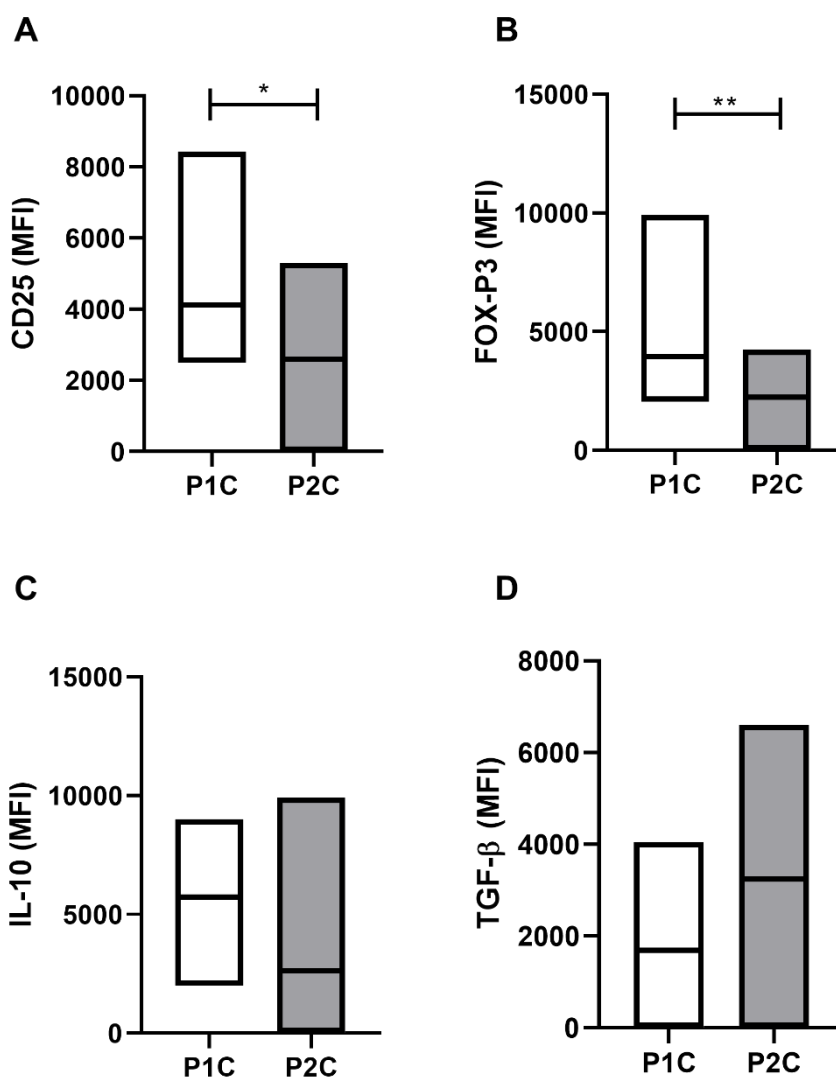 A
CD25 (MFI)
10000
8000
6000
4000
2000
0
*
P1C P2C
B
FOX-P3 (MFI)
15000
10000
5000
0
**
P1C P2C
C
IL-10 (MFI)
15000
10000
5000
0
P1C P2C
D
TGF-β (MFI)
8000
6000
4000
2000
0
P1C P2C